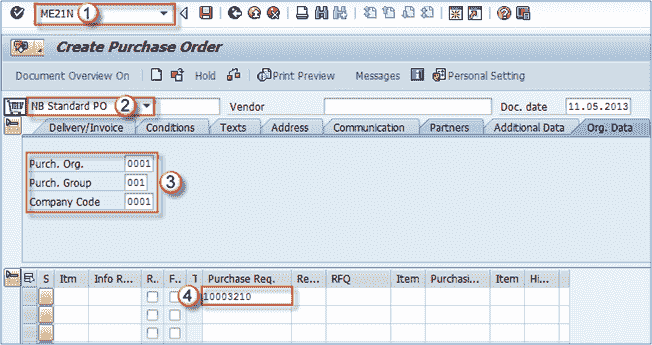 ME21N 1
Create Purchase Order
Document Overview On Hold Print Preview Messages Personal Setting
NB Standard PO 2 Vendor Doc. date 11.05.2013
Delivery/Invoice Conditions Texts Address Communication Partners Additional Data Org. Data
Purch. Org. 0001
Purch. Group 001 3
Company Code 0001
S Itm Info R... R.. F.. T Purchase Req. Re... RFQ Item Purchasi... Item Hi...
4 10003210